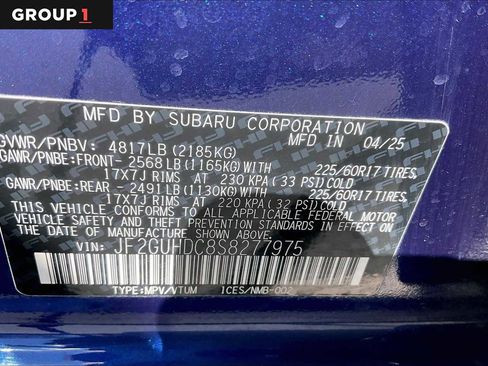 GROUP 1
MFD BY SUBARU CORPORATION
MFD IN 04/25
GVWR/PNBV: 4817LB (2185KG)
GAWR/PNBE:FRONT- 2568LB (1165KG) WITH 225/60R17 TIRES,
17X7J RIMS AT 230 KPA (33 PSI) COLD
GAWR/PNBE:REAR - 2491LB (1130KG) WITH 225/60R17 TIRES,
17X7J RIMS AT 220 KPA (32 PSI) COLD
THIS VEHICLE CONFORMS TO ALL APPLICABLE FEDERAL MOTOR
VEHICLE SAFETY AND THEFT PREVENTION STANDARDS IN EFFECT
ON THE DATE OF MANUFACTURE SHOWN ABOVE.
VIN: JF2GUHDC8S8277975
TYPE:MPV/VTUM ICES/NMB-002